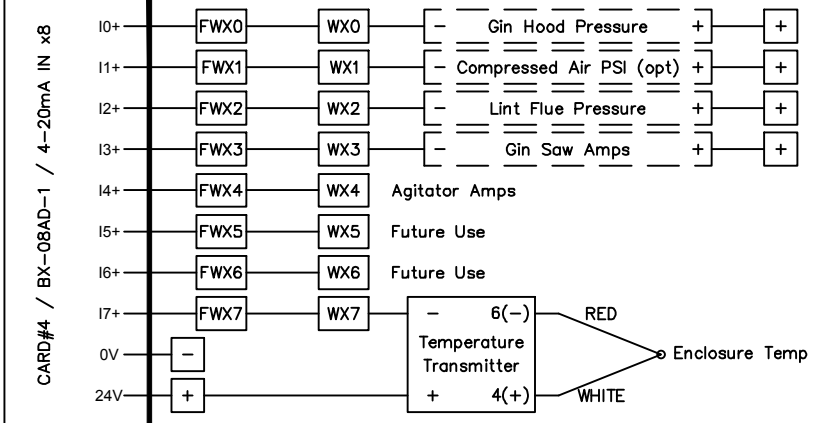 CARD#4 / BX-08AD-1 / 4-20mA IN x8
I0+ FWX0 WX0 - Gin Hood Pressure + +
I1+ FWX1 WX1 - Compressed Air PSI (opt) + +
I2+ FWX2 WX2 - Lint Flue Pressure + +
I3+ FWX3 WX3 - Gin Saw Amps + +
I4+ FWX4 WX4 Agitator Amps
I5+ FWX5 WX5 Future Use
I6+ FWX6 WX6 Future Use
I7+ FWX7 WX7 - 6(-) RED
Temperature
0V - Enclosure Temp
Transmitter
24V + + 4(+) WHITE